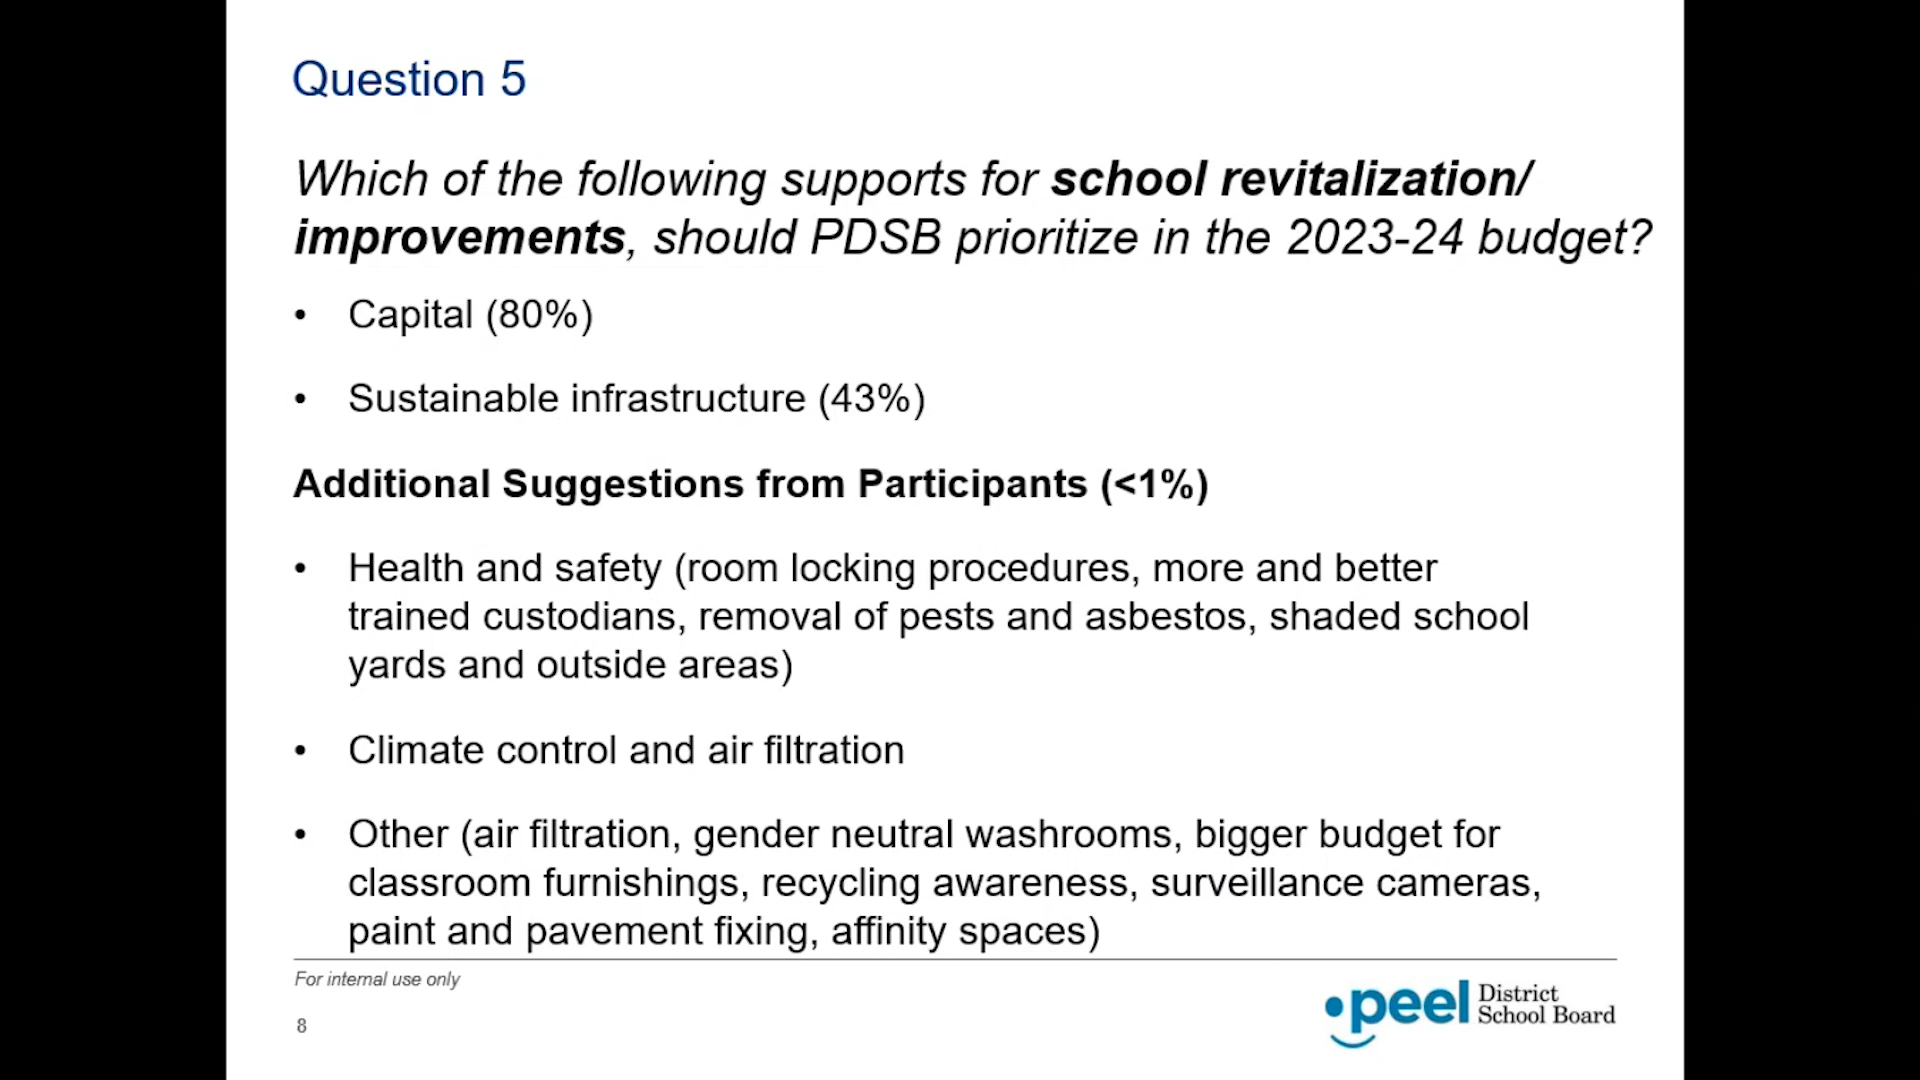 Question 5
Which of the following supports for school revitalization/
improvements, should PDSB prioritize in the 2023-24 budget?
• Capital (80%)
• Sustainable infrastructure (43%)
Additional Suggestions from Participants (<1%)
• Health and safety (room locking procedures, more and better
trained custodians, removal of pests and asbestos, shaded school
yards and outside areas)
• Climate control and air filtration
• Other (air filtration, gender neutral washrooms, bigger budget for
classroom furnishings, recycling awareness, surveillance cameras,
paint and pavement fixing, affinity spaces)
For internal use only
8
peel District
School Board